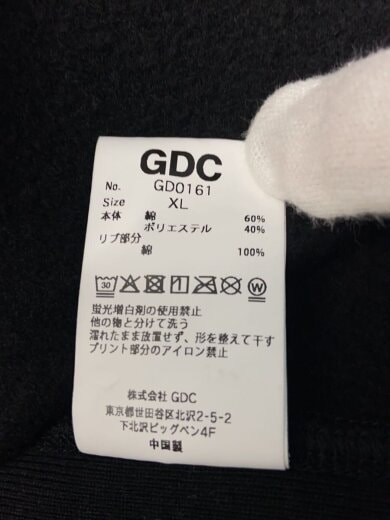 GDC
No. GD0161
Size XL
本体 綿 60%
ポリエステル 40%
リブ部分
綿 100%
30 W
蛍光増白剤の使用禁止
他の物と分けて洗う
濡れたまま放置せず、形を整えて干す
プリント部分のアイロン禁止
株式会社 GDC
東京都世田谷区北沢2-5-2
下北沢ビッグベン4F
中国製